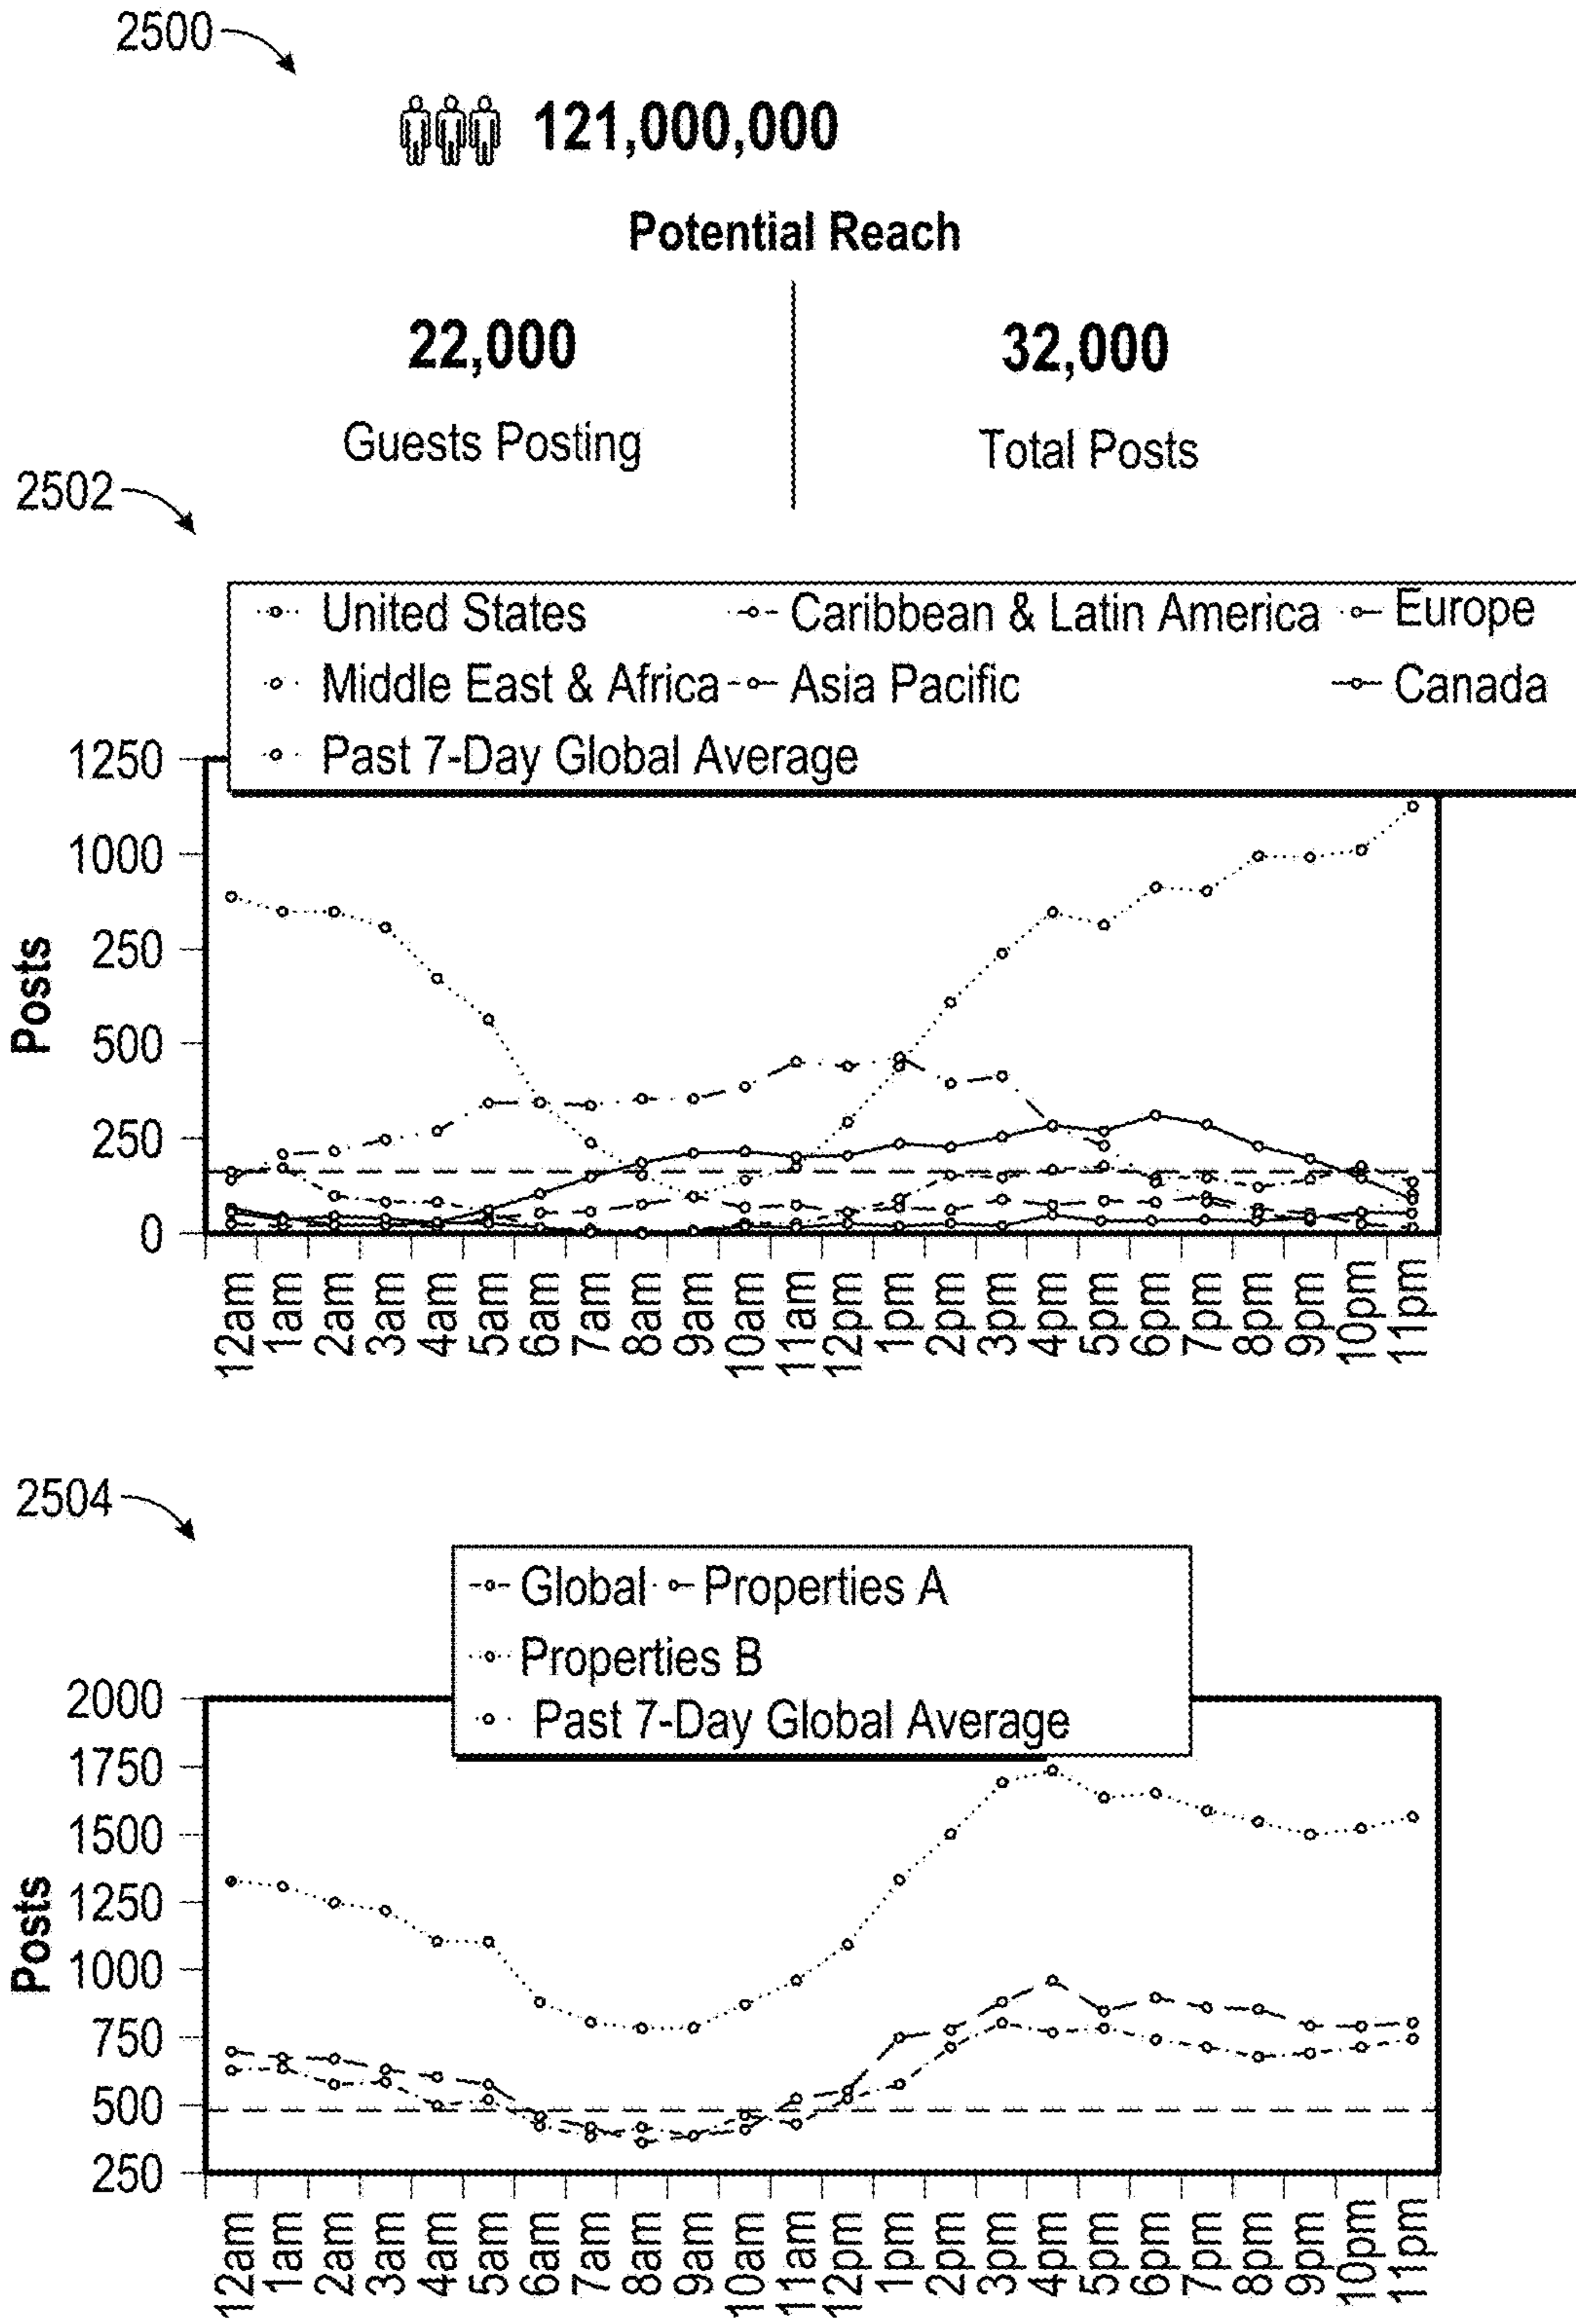 2500
121,000,000
Potential Reach
22,000
32,000
Guests Posting
Total Posts
2502
United States Caribbean & Latin America Europe
Middle East & Africa Asia Pacific Canada
Past 7-Day Global Average
1250
1000
250
500
250
0
Posts
12am 1am 2am 3am 4am 5am 6am 7am 8am 9am 10am 11am 12pm 1pm 2pm 3pm 4pm 5pm 6pm 7pm 8pm 9pm 10pm 11pm
2504
Global Properties A
Properties B
Past 7-Day Global Average
2000
1750
1500
1250
1000
750
500
250
Posts
12am 1am 2am 3am 4am 5am 6am 7am 8am 9am 10am 11am 12pm 1pm 2pm 3pm 4pm 5pm 6pm 7pm 8pm 9pm 10pm 11pm